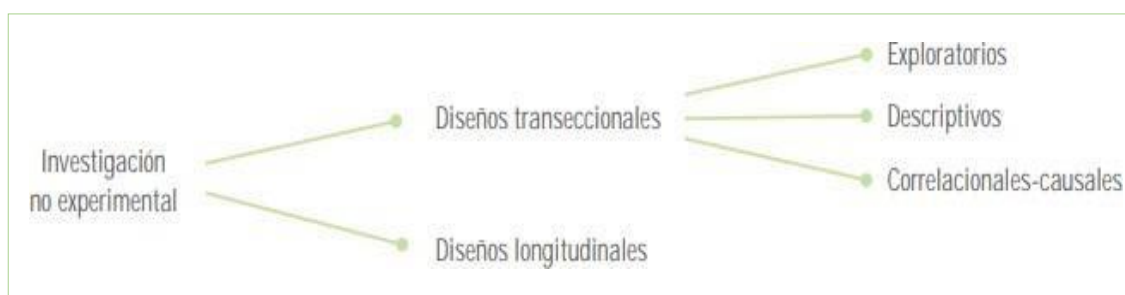 Investigación
no experimental
Diseños transeccionales
Exploratorios
Descriptivos
Correlacionales-causales
Diseños longitudinales